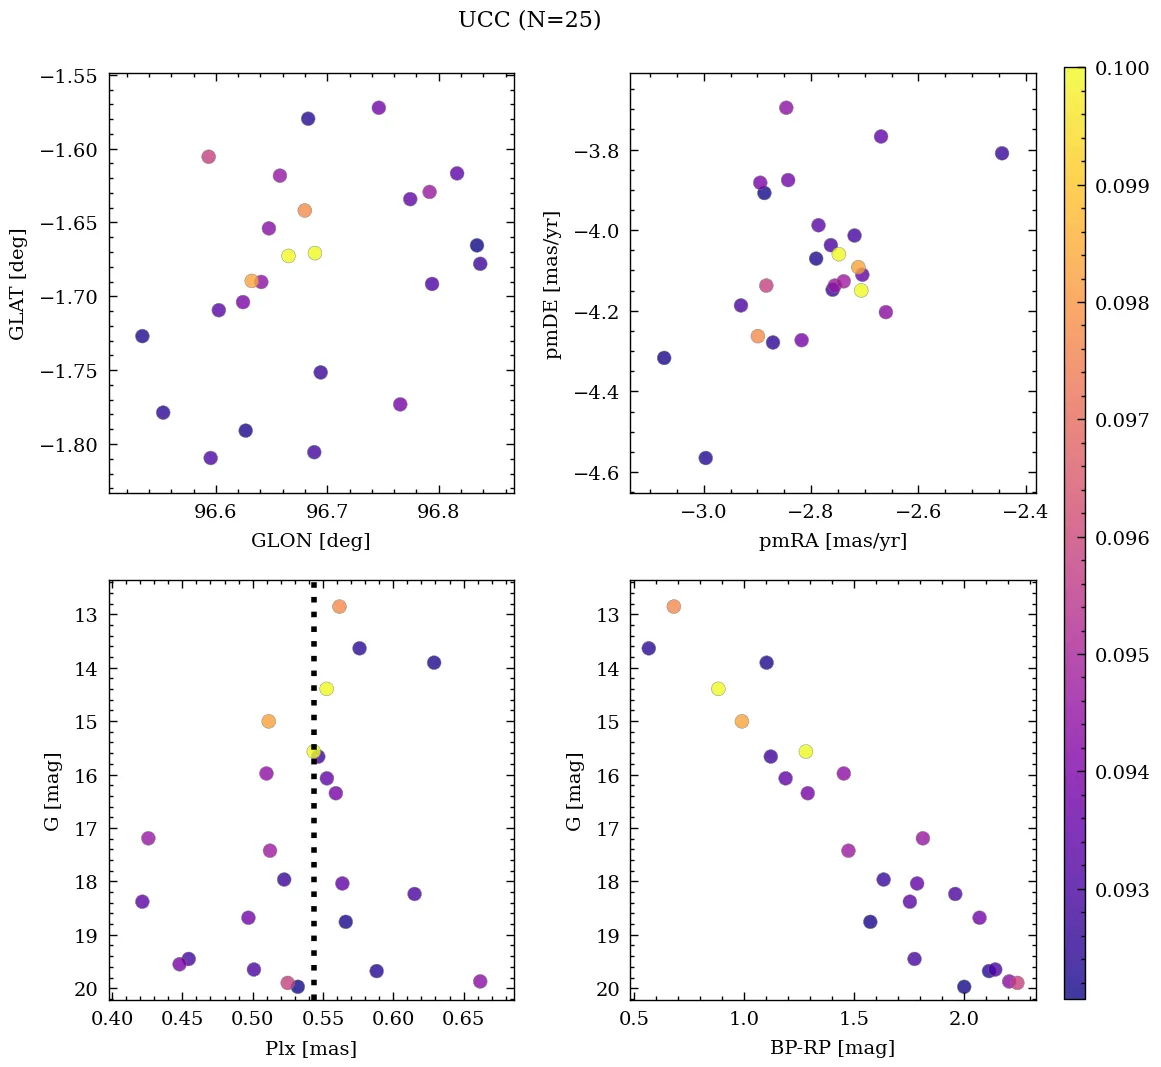 UCC (N=25)
−1.55
−1.60
−1.65
−1.70
−1.75
−1.80
GLAT [deg]
96.6 96.7 96.8
GLON [deg]
−3.8
−4.0
−4.2
−4.4
−4.6
pmDE [mas/yr]
−3.0 −2.8 −2.6 −2.4
pmRA [mas/yr]
13
14
15
16
17
18
19
20
G [mag]
0.40 0.45 0.50 0.55 0.60 0.65
Plx [mas]
13
14
15
16
17
18
19
20
G [mag]
0.5 1.0 1.5 2.0
BP-RP [mag]
0.100
0.099
0.098
0.097
0.096
0.095
0.094
0.093